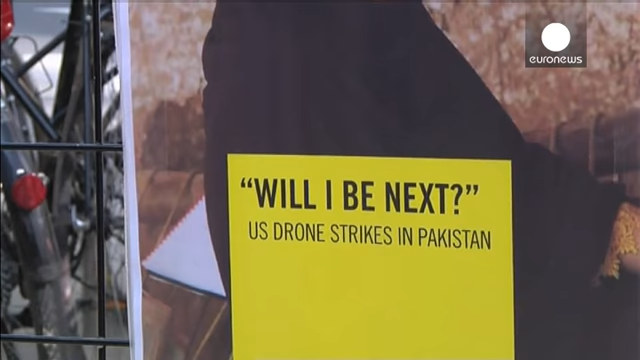 euronews
“WILL I BE NEXT?”
US DRONE STRIKES IN PAKISTAN